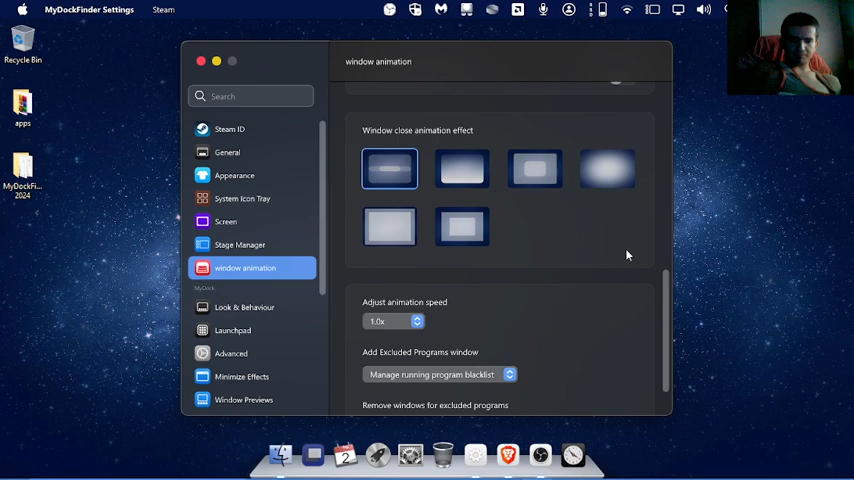 MyDockFinder Settings Steam
Recycle Bin
apps
MyDockFi...
2024
Search
Steam ID
General
Appearance
System Icon Tray
Screen
Stage Manager
window animation
MyDock
Look & Behaviour
Launchpad
Advanced
Minimize Effects
Window Previews
window animation
Window close animation effect
Adjust animation speed
1.0x
Add Excluded Programs window
Manage running program blacklist
Remove windows for excluded programs
2